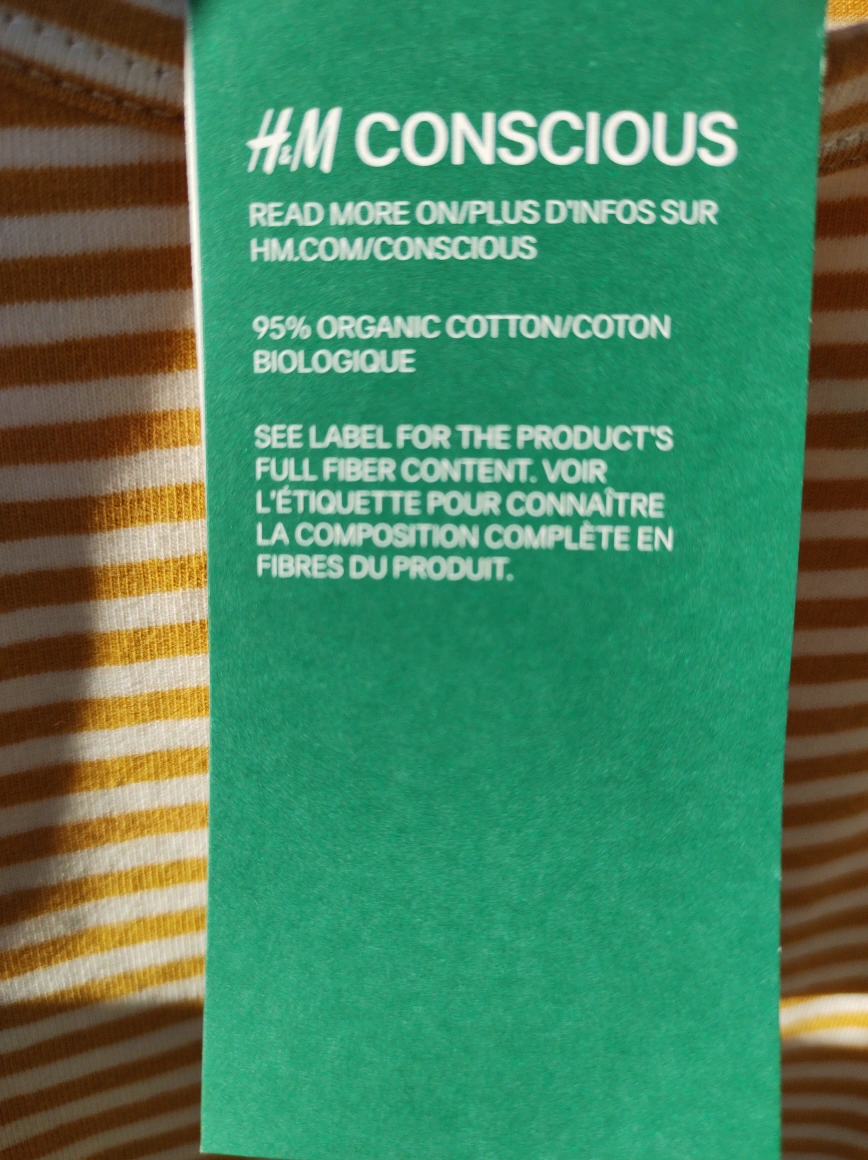 H&M CONSCIOUS
READ MORE ON/PLUS D'INFOS SUR
HM.COM/CONSCIOUS
95% ORGANIC COTTON/COTON
BIOLOGIQUE
SEE LABEL FOR THE PRODUCT'S
FULL FIBER CONTENT. VOIR
L'ÉTIQUETTE POUR CONNAÎTRE
LA COMPOSITION COMPLÈTE EN
FIBRES DU PRODUIT.